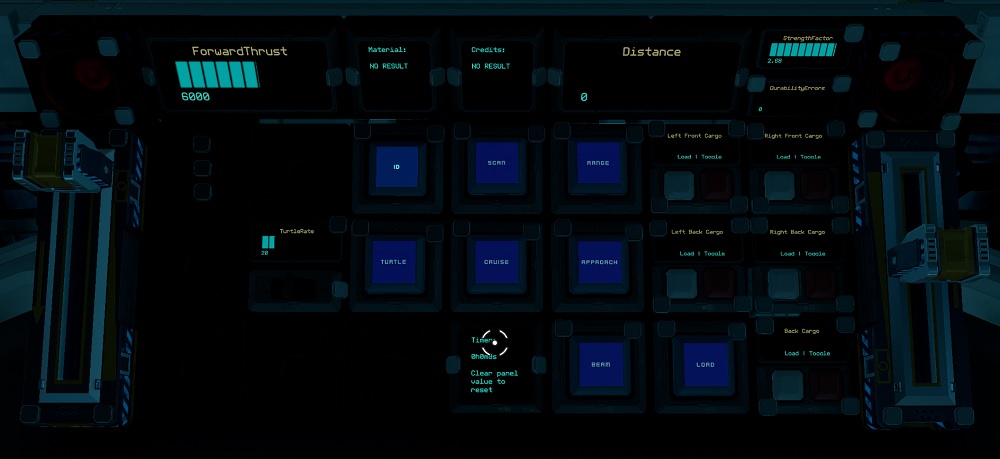 ForwardThrust
6000
Material:
NO RESULT
Credits:
NO RESULT
Distance
0
StrengthFactor
2,68
DurabilityErrors
0
ID
SCAN
RANGE
Left Front Cargo
Load | Toggle
Right Front Cargo
Load | Toggle
TurtleRate
20
TURTLE
CRUISE
APPROACH
Left Back Cargo
Load | Toggle
Right Back Cargo
Load | Toggle
Timer
0h0m0s
Clear panel
value to
reset
BEAM
LOAD
Back Cargo
Load | Toggle